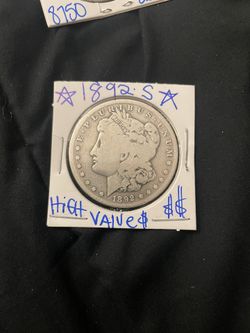 8750
☆ 1892-S ☆
E·PLURIBUS·UNUM
1892
HIGH VALUE$ $$